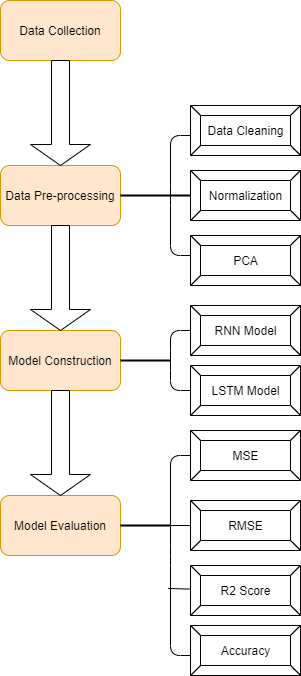 Data Collection
Data Cleaning
Data Pre-processing
Normalization
PCA
RNN Model
Model Construction
LSTM Model
MSE
Model Evaluation
RMSE
R2 Score
Accuracy